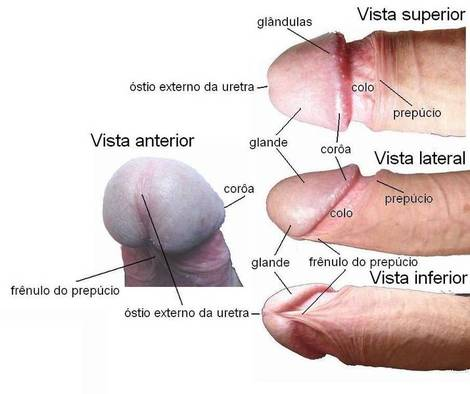 Vista superior
glândulas
óstio externo da uretra
colo
prepúcio
glande
corôa
Vista lateral
Vista anterior
corôa
prepúcio
colo
glande
frênulo do prepúcio
Vista inferior
frênulo do prepúcio
óstio externo da uretra